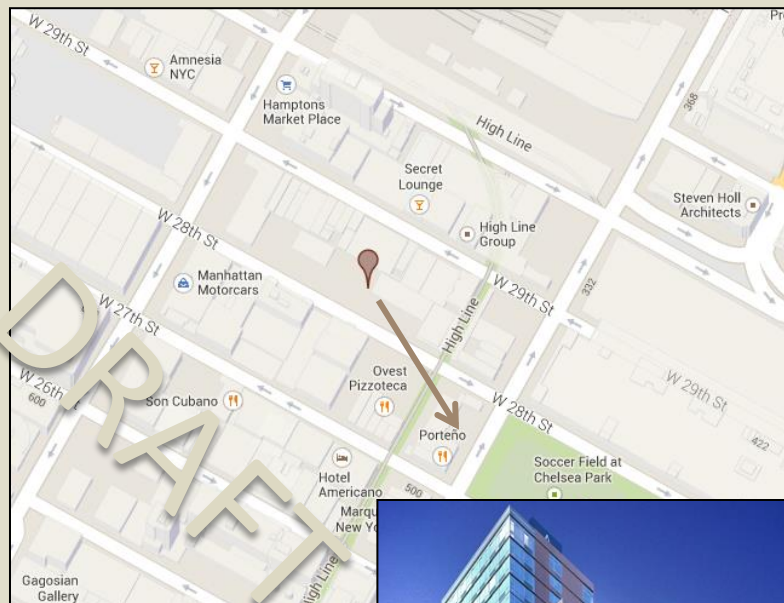 W 29th St
Amnesia
NYC
Hamptons
Market Place
High Line
368
Secret
Lounge
Steven Holl
Architects
High Line
Group
W 28th St
Manhattan
Motorcars
W 29th St
332
W 27th St
High Line
W 29th St
422
Ovest
Pizzoteca
W 28th St
W 26th St
600
Son Cubano
Porteño
Soccer Field at
Chelsea Park
Hotel
Americano
500
New Yo
High Line
Gagosian
Gallery
DRAFT